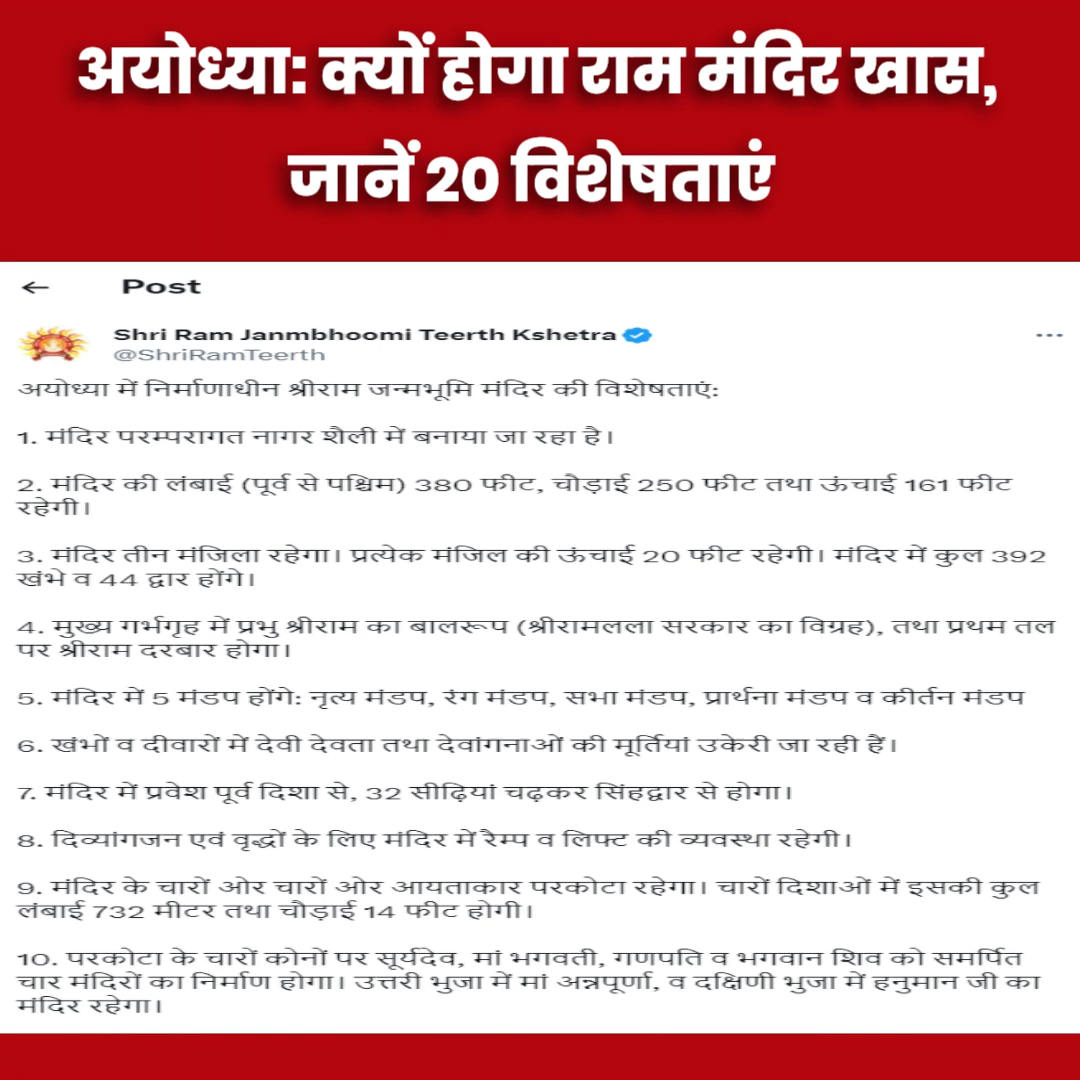 अयोध्या: क्यों होगा राम मंदिर खास,
जानें 20 विशेषताएं
Post
Shri Ram Janmbhoomi Teerth Kshetra
@ShriRamTeerth
अयोध्या में निर्माणाधीन श्रीराम जन्मभूमि मंदिर की विशेषताएं:
1. मंदिर परम्परागत नागर शैली में बनाया जा रहा है।
2. मंदिर की लंबाई (पूर्व से पश्चिम) 380 फीट, चौड़ाई 250 फीट तथा ऊंचाई 161 फीट
रहेगी।
3. मंदिर तीन मंजिला रहेगा। प्रत्येक मंजिल की ऊंचाई 20 फीट रहेगी। मंदिर में कुल 392
खंभे व 44 द्वार होंगे।
4. मुख्य गर्भगृह में प्रभु श्रीराम का बालरूप (श्रीरामलला सरकार का विग्रह), तथा प्रथम तल
पर श्रीराम दरबार होगा।
5. मंदिर में 5 मंडप होंगे: नृत्य मंडप, रंग मंडप, सभा मंडप, प्रार्थना मंडप व कीर्तन मंडप
6. खंभों व दीवारों में देवी देवता तथा देवांगनाओं की मूर्तियां उकेरी जा रही हैं।
7. मंदिर में प्रवेश पूर्व दिशा से, 32 सीढ़ियां चढ़कर सिंहद्वार से होगा।
8. दिव्यांगजन एवं वृद्धों के लिए मंदिर में रैम्प व लिफ्ट की व्यवस्था रहेगी।
9. मंदिर के चारों ओर चारों ओर आयताकार परकोटा रहेगा। चारों दिशाओं में इसकी कुल
लंबाई 732 मीटर तथा चौड़ाई 14 फीट होगी।
10. परकोटा के चारों कोनों पर सूर्यदेव, मां भगवती, गणपति व भगवान शिव को समर्पित
चार मंदिरों का निर्माण होगा। उत्तरी भुजा में मां अन्नपूर्णा, व दक्षिणी भुजा में हनुमान जी का
मंदिर रहेगा।